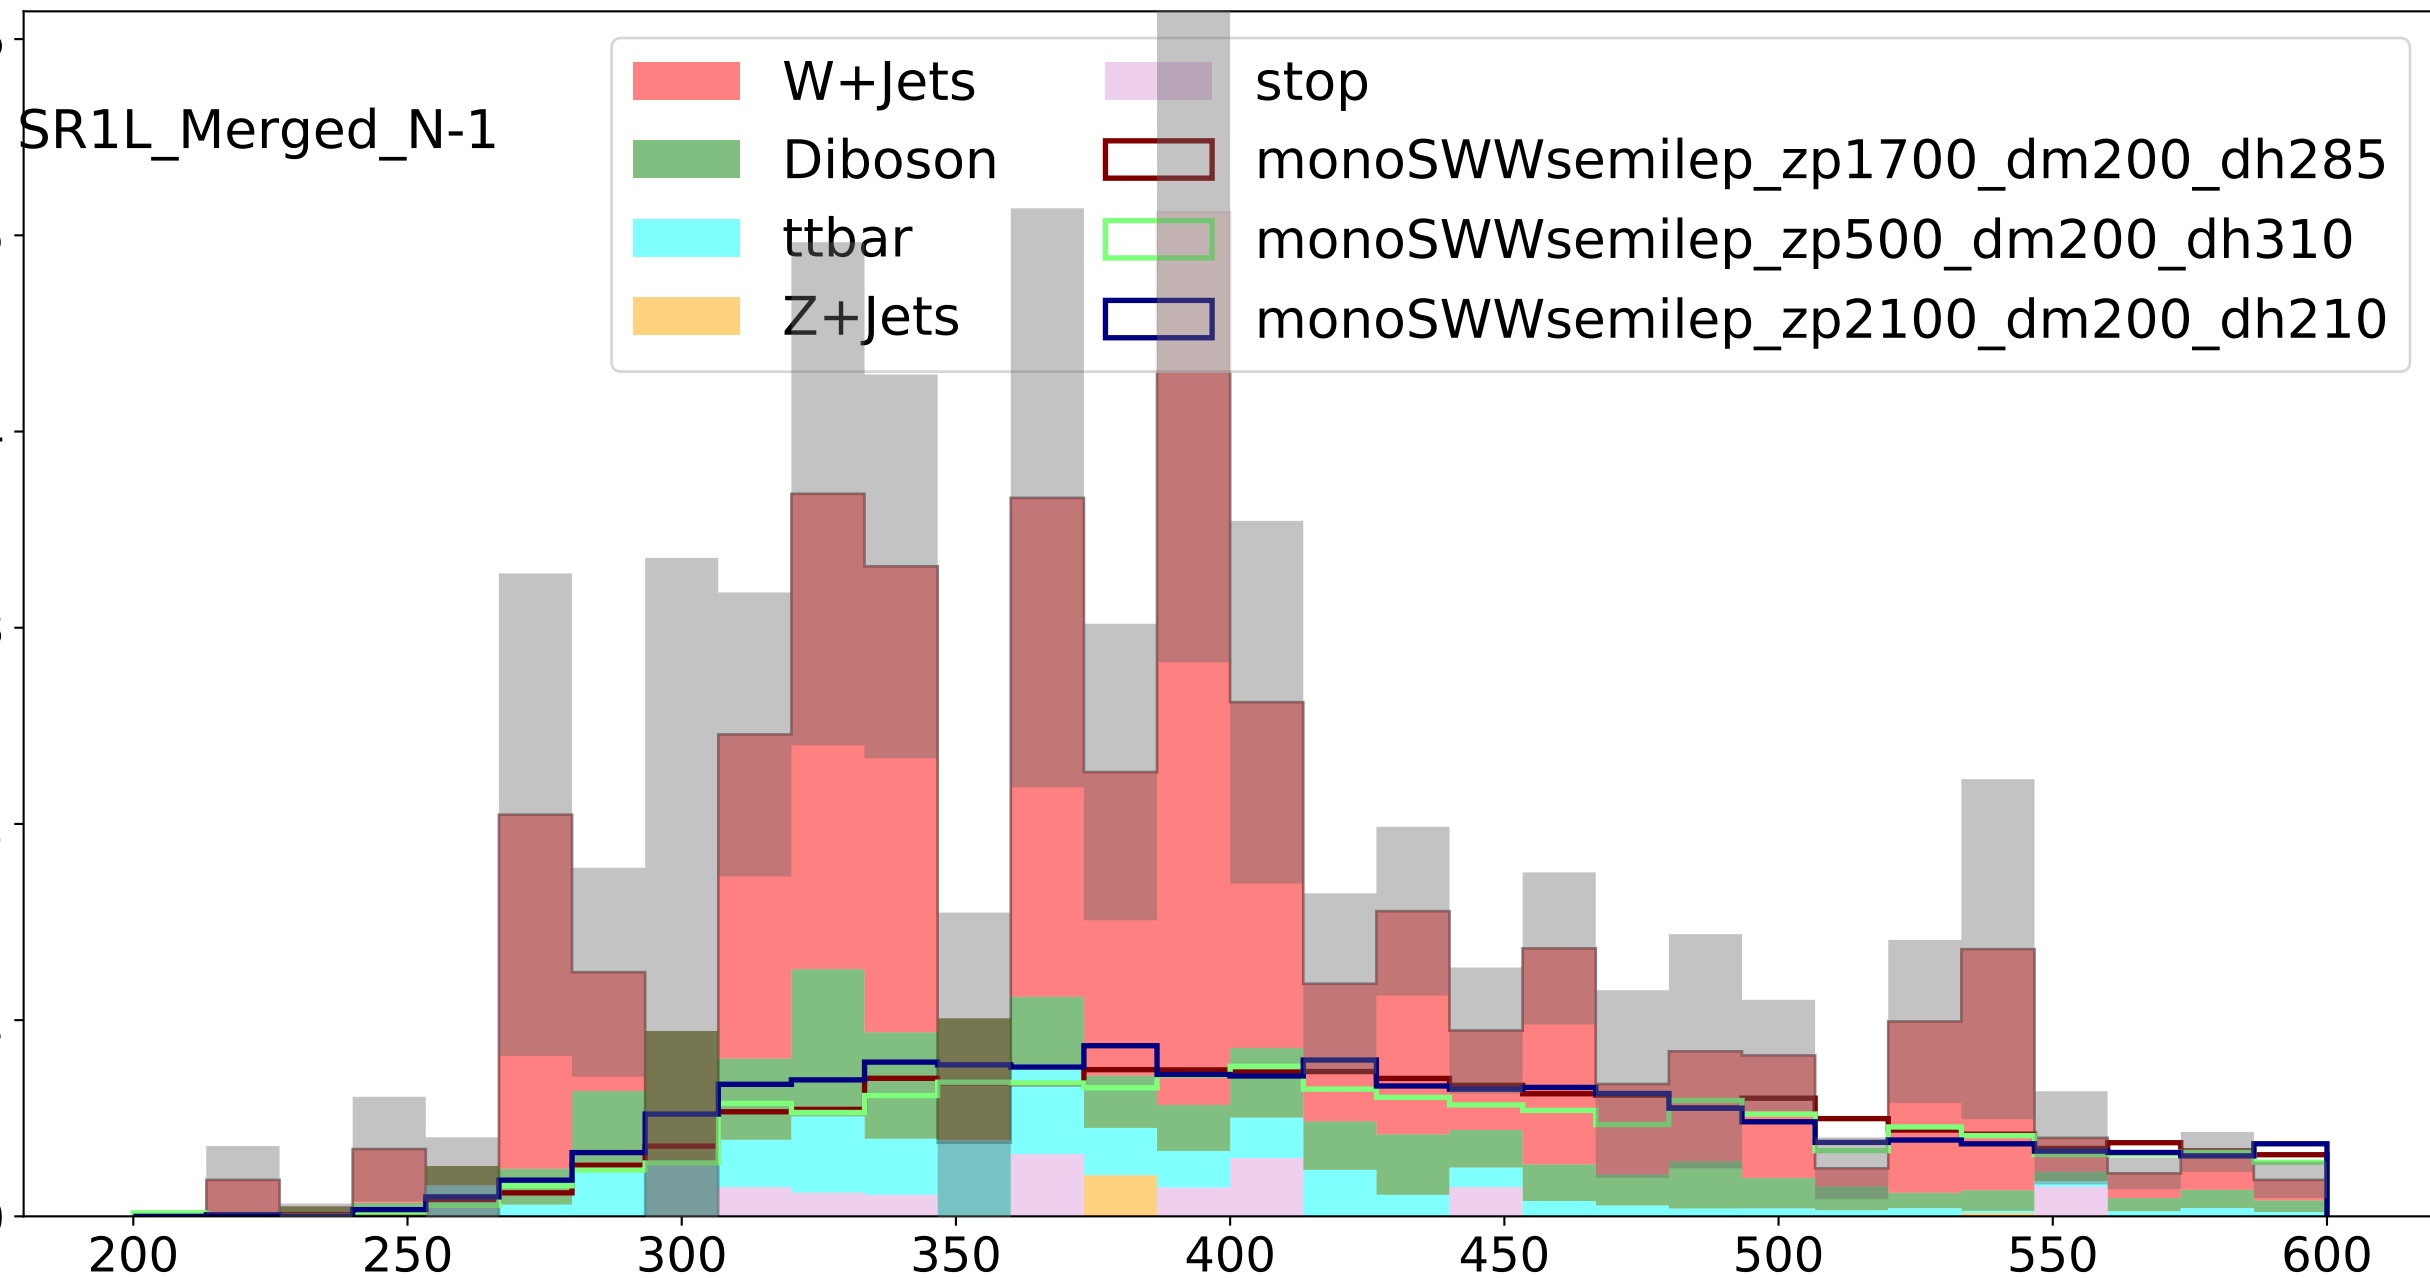 SR1L_Merged_N-1
W+Jets
Diboson
ttbar
Z+Jets
stop
monoSWWsemilep_zp1700_dm200_dh285
monoSWWsemilep_zp500_dm200_dh310
monoSWWsemilep_zp2100_dm200_dh210
200 250 300 350 400 450 500 550 600